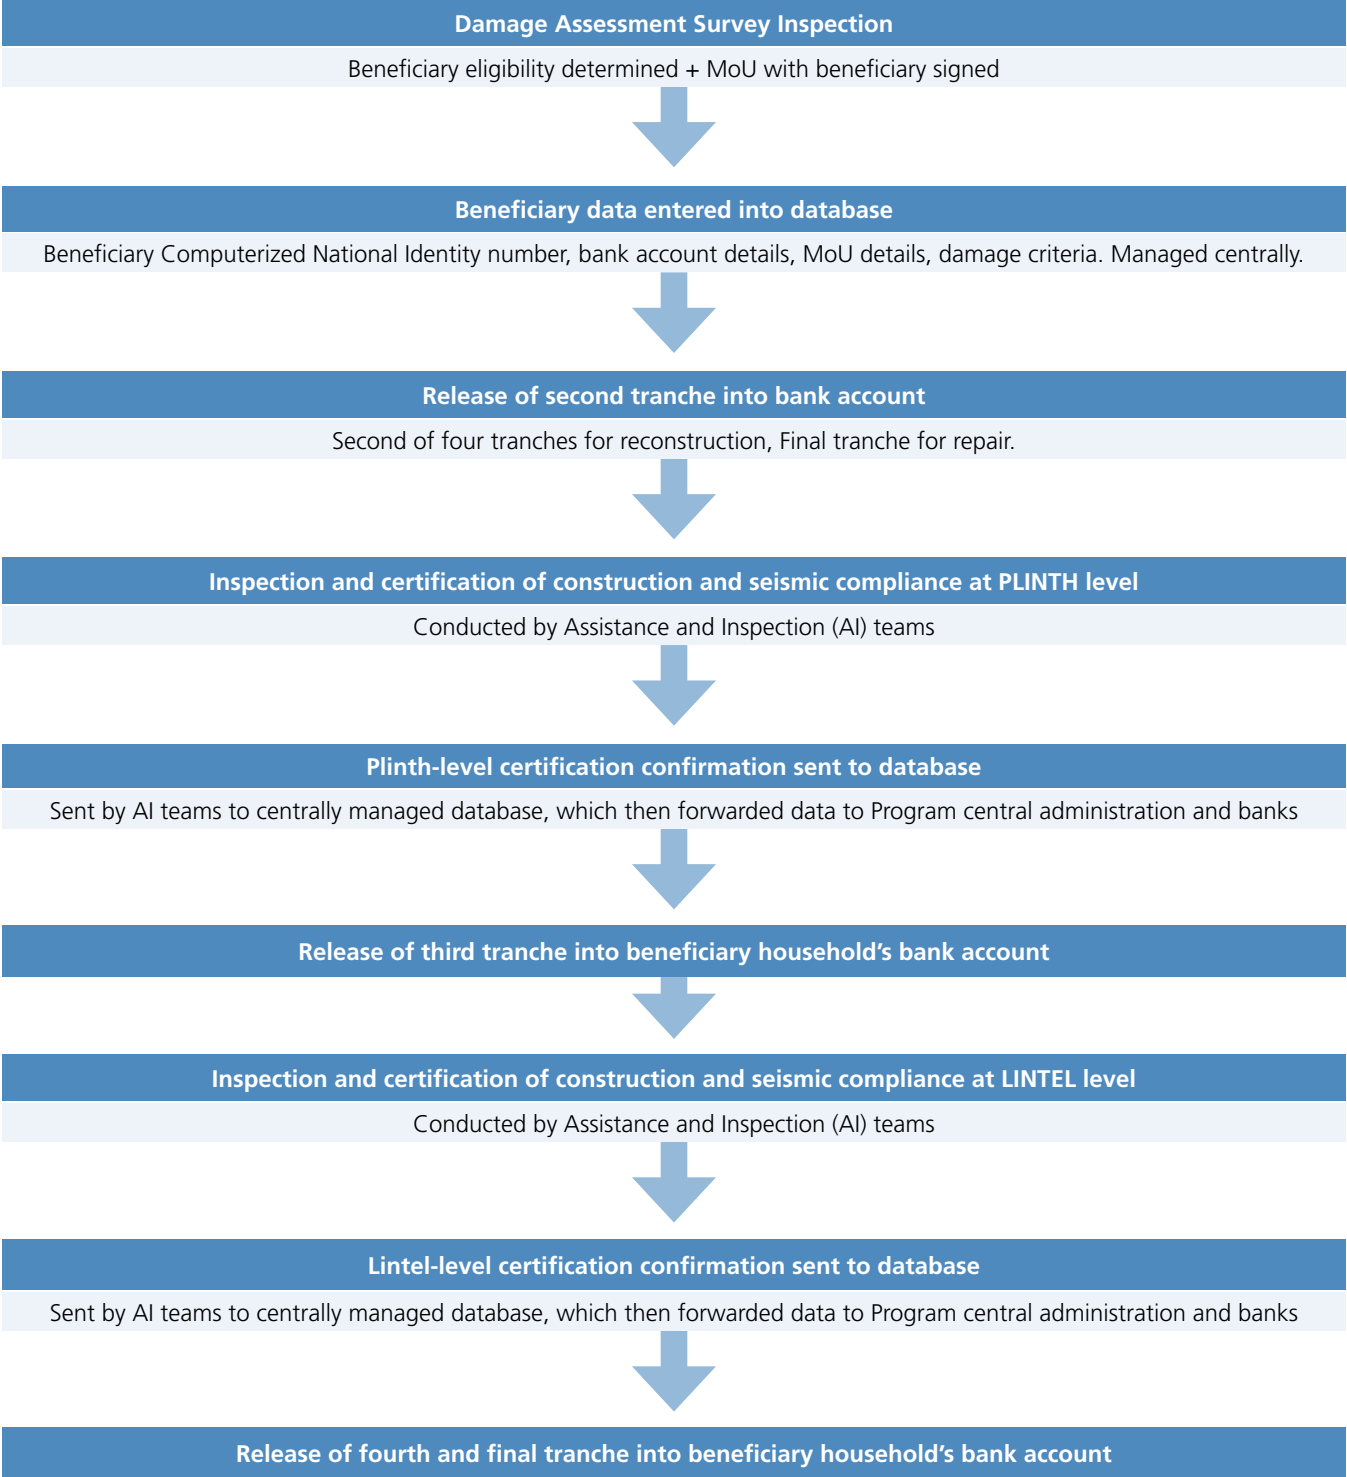 Damage Assessment Survey Inspection
Beneficiary eligibility determined + MoU with beneficiary signed
Beneficiary data entered into database
Beneficiary Computerized National Identity number, bank account details, MoU details, damage criteria. Managed centrally.
Release of second tranche into bank account
Second of four tranches for reconstruction, Final tranche for repair.
Inspection and certification of construction and seismic compliance at PLINTH level
Conducted by Assistance and Inspection (AI) teams
Plinth-level certification confirmation sent to database
Sent by AI teams to centrally managed database, which then forwarded data to Program central administration and banks
Release of third tranche into beneficiary household’s bank account
Inspection and certification of construction and seismic compliance at LINTEL level
Conducted by Assistance and Inspection (AI) teams
Lintel-level certification confirmation sent to database
Sent by AI teams to centrally managed database, which then forwarded data to Program central administration and banks
Release of fourth and final tranche into beneficiary household’s bank account